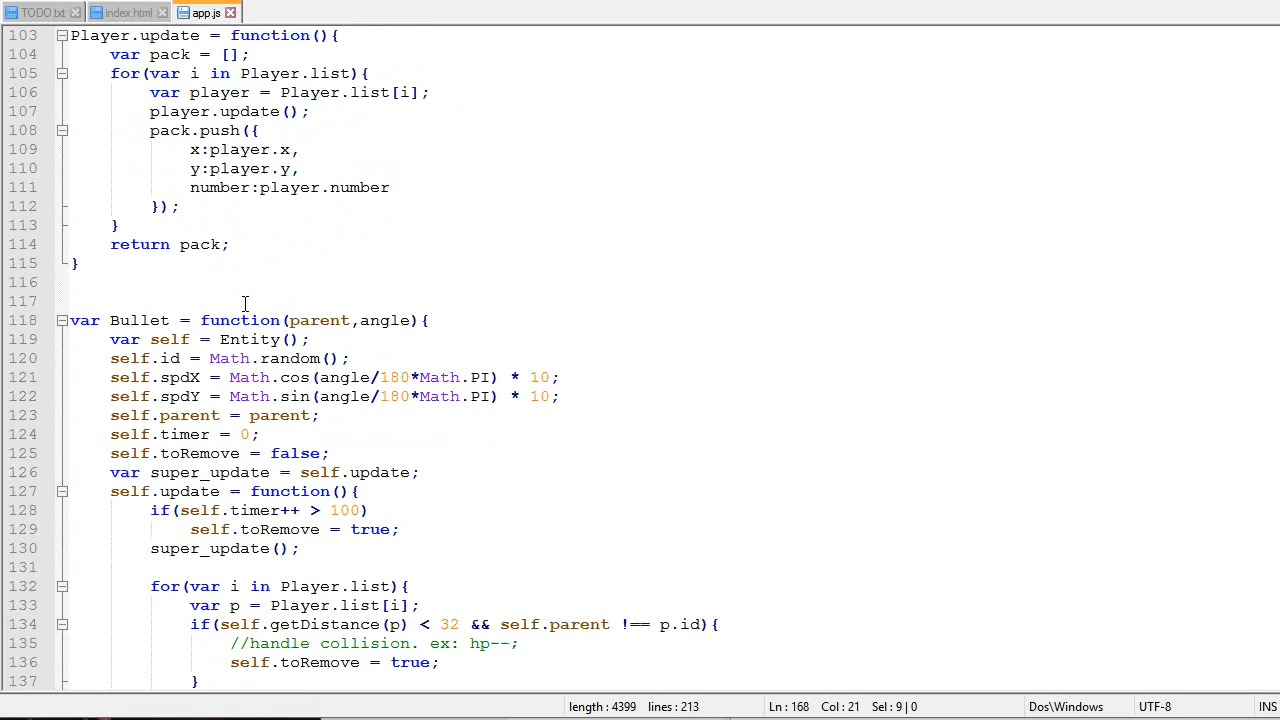 TODO.txt index.html app.js
103 Player.update = function(){
104 var pack = [];
105 for(var i in Player.list){
106 var player = Player.list[i];
107 player.update();
108 pack.push({
109 x:player.x,
110 y:player.y,
111 number:player.number
112 });
113 }
114 return pack;
115 }
116
117
118 var Bullet = function(parent,angle){
119 var self = Entity();
120 self.id = Math.random();
121 self.spdX = Math.cos(angle/180*Math.PI) * 10;
122 self.spdY = Math.sin(angle/180*Math.PI) * 10;
123 self.parent = parent;
124 self.timer = 0;
125 self.toRemove = false;
126 var super_update = self.update;
127 self.update = function(){
128 if(self.timer++ > 100)
129 self.toRemove = true;
130 super_update();
131
132 for(var i in Player.list){
133 var p = Player.list[i];
134 if(self.getDistance(p) < 32 && self.parent !== p.id){
135 //handle collision. ex: hp--;
136 self.toRemove = true;
137 }
length : 4399 lines : 213 Ln : 168 Col : 21 Sel : 9 | 0 Dos\Windows UTF-8 INS